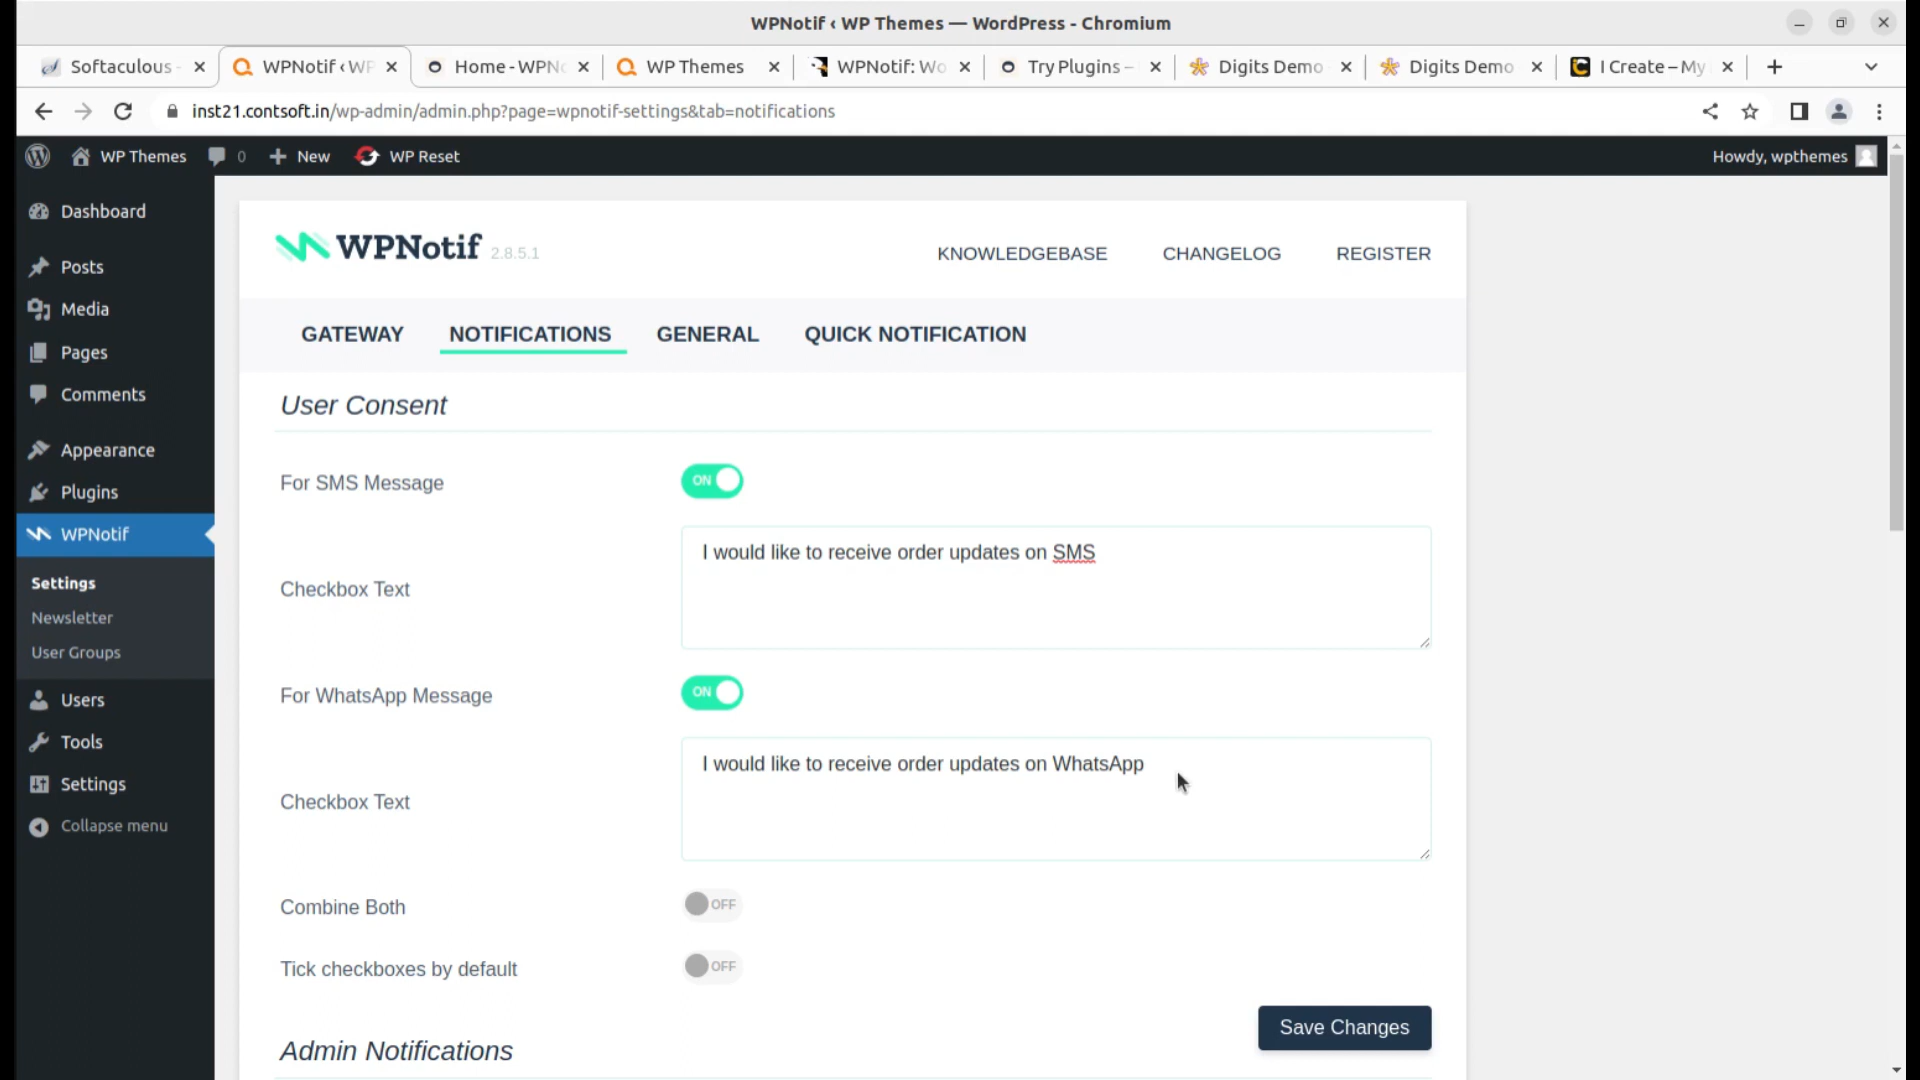 WPNotif ‹ WP Themes — WordPress - Chromium
Softaculous -
WPNotif ‹ WP
Home - WPNo
WP Themes
WPNotif: Wo
Try Plugins –
Digits Demo
Digits Demo
I Create – My
inst21.contsoft.in/wp-admin/admin.php?page=wpnotif-settings&tab=notifications
WP Themes
0
New
WP Reset
Howdy, wpthemes
Dashboard
Posts
Media
Pages
Comments
Appearance
Plugins
WPNotif
Settings
Newsletter
User Groups
Users
Tools
Settings
Collapse menu
WPNotif 2.8.5.1
KNOWLEDGEBASE
CHANGELOG
REGISTER
GATEWAY
NOTIFICATIONS
GENERAL
QUICK NOTIFICATION
User Consent
For SMS Message
ON
Checkbox Text
I would like to receive order updates on SMS
For WhatsApp Message
ON
Checkbox Text
I would like to receive order updates on WhatsApp
Combine Both
OFF
Tick checkboxes by default
OFF
Save Changes
Admin Notifications